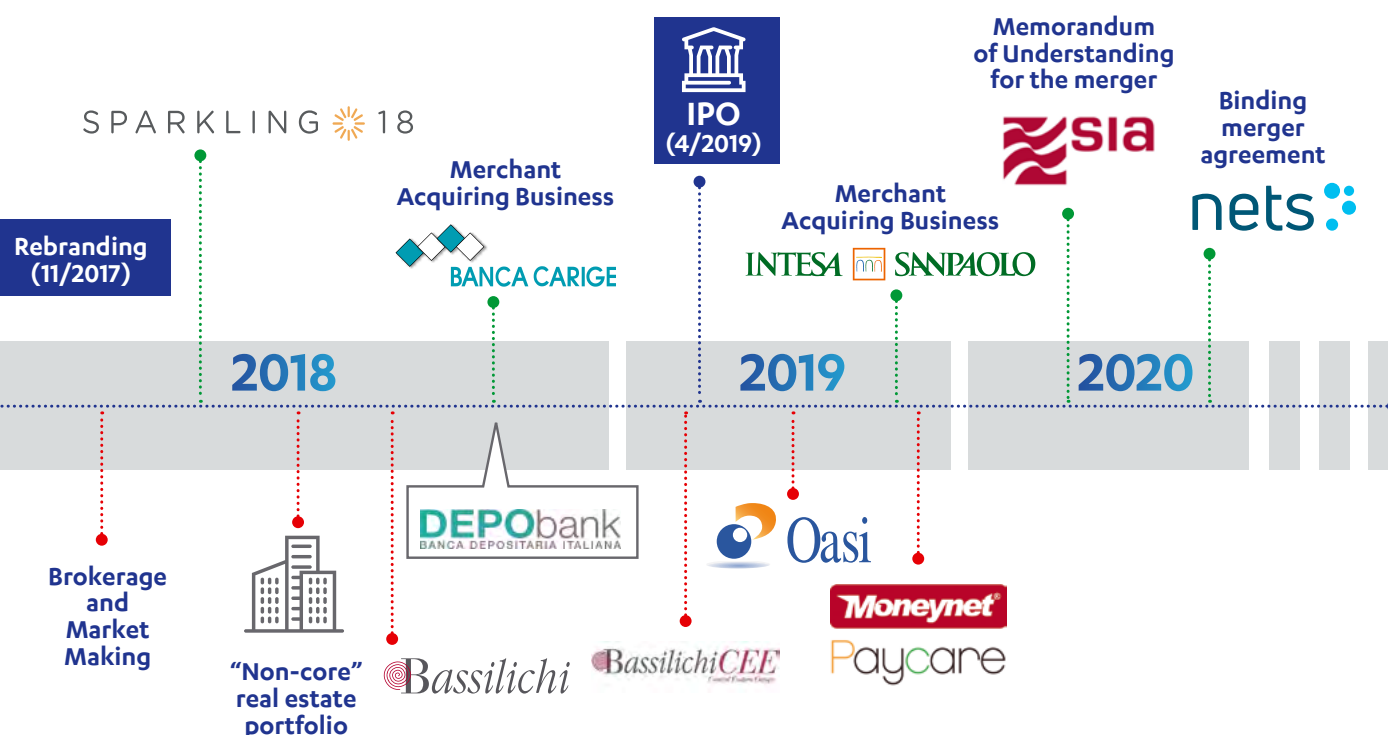 SPARKLING 18
Rebranding
(11/2017)
Merchant
Acquiring Business
BANCA CARIGE
IPO
(4/2019)
Merchant
Acquiring Business
INTESA SANPAOLO
Memorandum
of Understanding
for the merger
sia
Binding
merger
agreement
nets
2018
2019
2020
Brokerage
and
Market
Making
"Non-core"
real estate
portfolio
Bassilichi
DEPObank
BANCA DEPOSITARIA ITALIANA
BassilichiCEE
Oasi
Moneynet®
Paycare